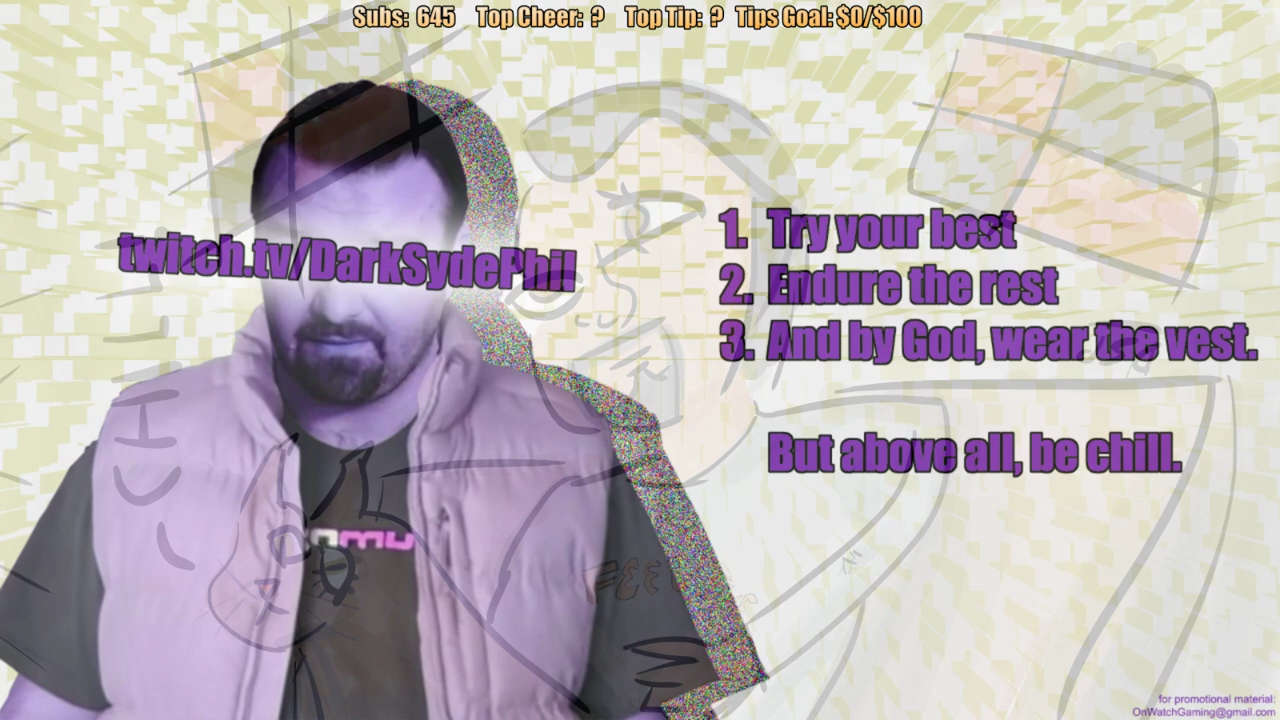 Subs: 645 Top Cheer: ? Top Tip: ? Tips Goal: $0/$100
twitch.tv/DarkSydePhil
1. Try your best
2. Endure the rest
3. And by God, wear the vest.
But above all, be chill.
for promotional material:
OnWatchGaming@gmail.com